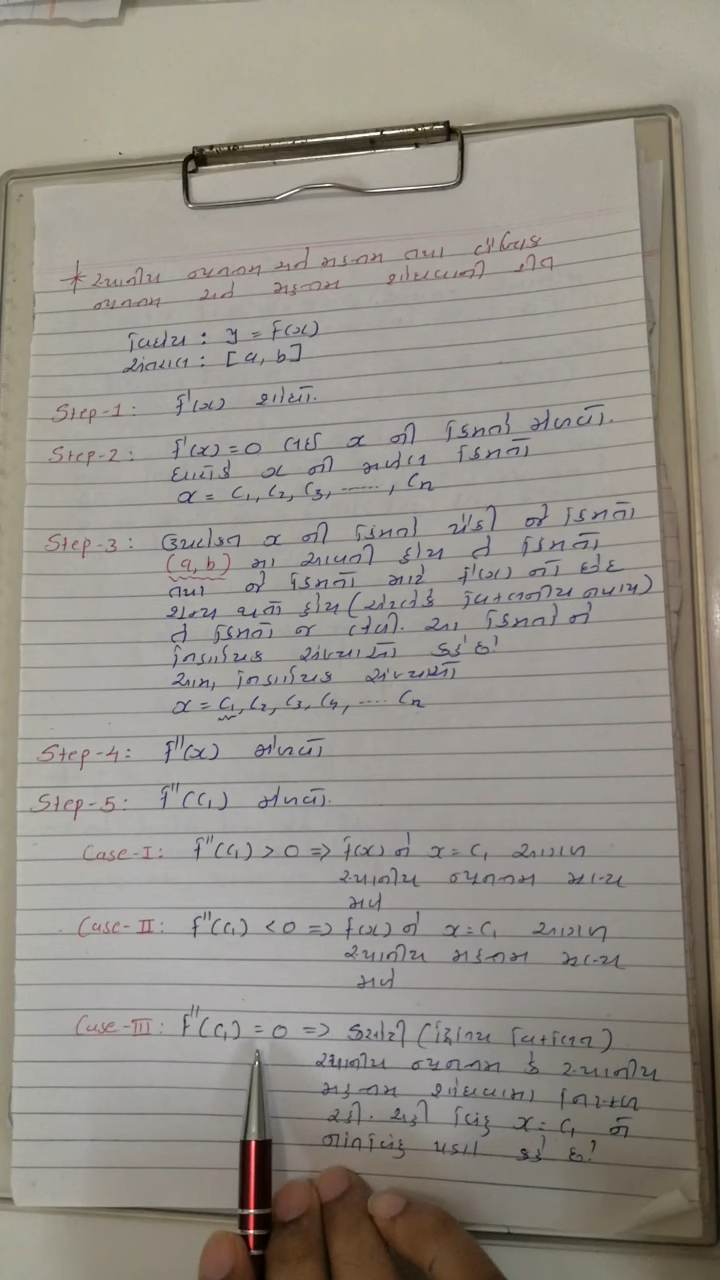 * સ્થાનીય ન્યૂનતમ અને મહત્તમ તથા વૈશ્વિક
ન્યૂનતમ અને મહત્તમ શોધવાની રીત
વિધેય : y = f(x)
અંતરાલ : [a, b]
Step-1: f'(x) શોધો.
Step-2: f'(x) = 0 લઈ x ની કિંમતો મેળવો.
ધારોકે x ની મળેલ કિંમતો
x = c₁, c₂, c₃, ....., cₙ
Step-3: ઉપરોક્ત x ની કિંમતો પૈકી જે કિંમતો
(a, b) માં આવતી હોય તે કિંમતો
તથા જે કિંમતો માટે f'(x) નો છેદ
શૂન્ય થતો હોય (એટલેકે વિકલનીય ન થાય)
તે કિંમતો જ લેવી. આ કિંમતો ને
નિર્ણાયક સંખ્યાઓ કહે છે.
આમ, નિર્ણાયક સંખ્યાઓ
x = c₁, c₂, c₃, c₄, .... cₙ
Step-4: f''(x) મેળવો
Step-5: f''(c₁) મેળવો.
Case-I: f''(c₁) > 0 ⇒ f(x) ને x = c₁ આગળ
સ્થાનીય ન્યૂનતમ મૂલ્ય
મળે
Case-II: f''(c₁) < 0 ⇒ f(x) ને x = c₁ આગળ
સ્થાનીય મહત્તમ મૂલ્ય
મળે
Case-III: f''(c₁) = 0 ⇒ કસોટી (દ્વિતીય વિકલન)
સ્થાનીય ન્યૂનતમ કે સ્થાનીય
મહત્તમ શોધવામાં નિષ્ફળ
રહી. અહી બિંદુ x = c₁ ને
નતિબિંદુ પણ કહે છે.